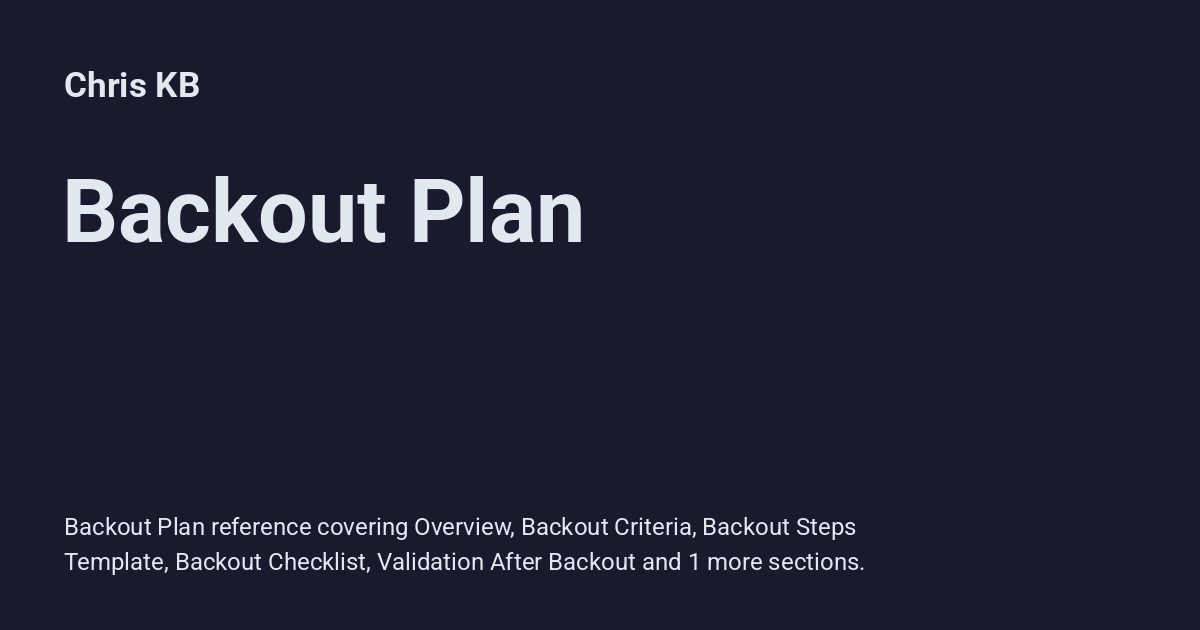 Chris KB
Backout Plan
Backout Plan reference covering Overview, Backout Criteria, Backout Steps
Template, Backout Checklist, Validation After Backout and 1 more sections.